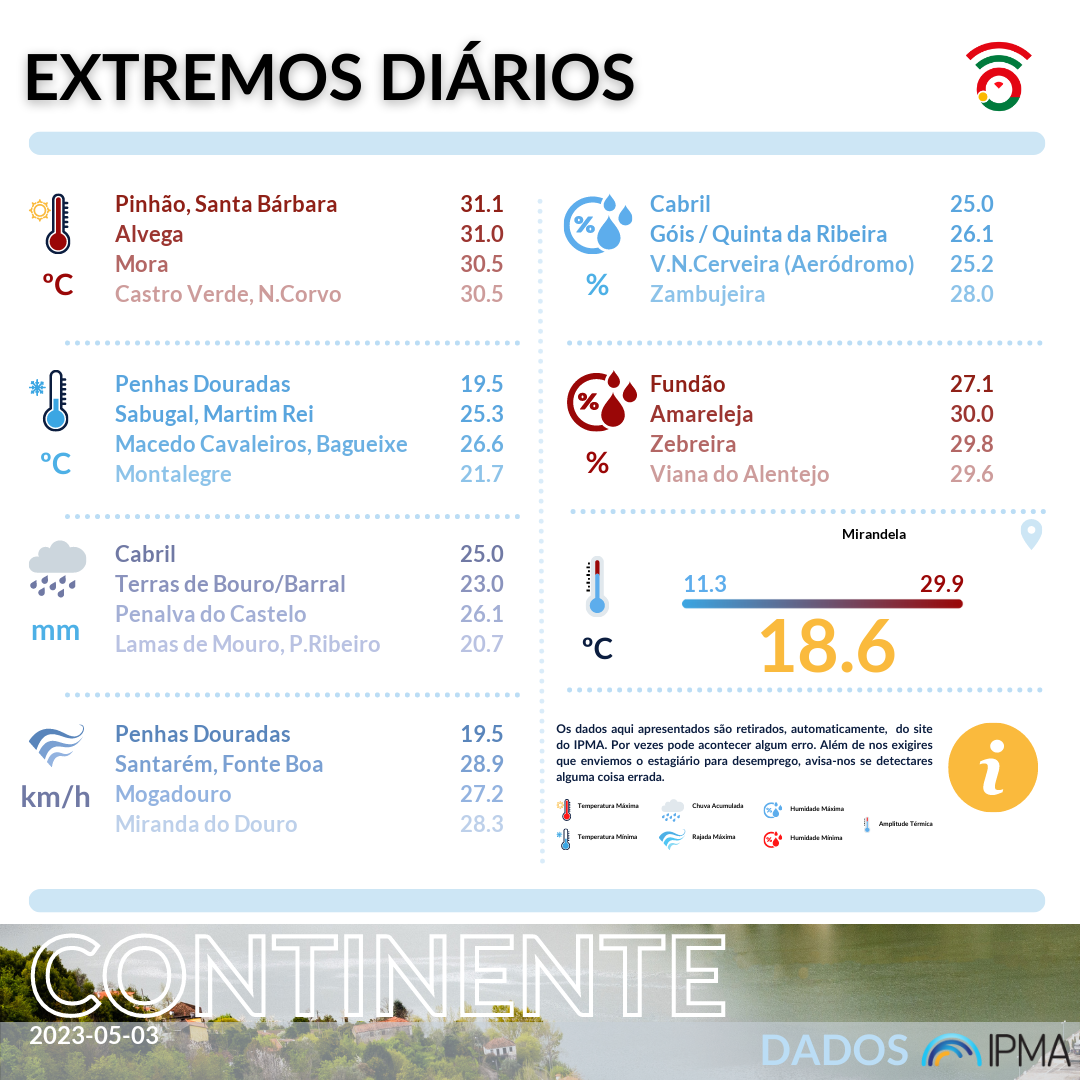 EXTREMOS DIÁRIOS
Pinhão, Santa Bárbara 31.1
Alvega 31.0
Mora 30.5
Castro Verde, N.Corvo 30.5
ºC
Penhas Douradas 19.5
Sabugal, Martim Rei 25.3
Macedo Cavaleiros, Bagueixe 26.6
Montalegre 21.7
ºC
Cabril 25.0
Terras de Bouro/Barral 23.0
Penalva do Castelo 26.1
Lamas de Mouro, P.Ribeiro 20.7
mm
Penhas Douradas 19.5
Santarém, Fonte Boa 28.9
Mogadouro 27.2
Miranda do Douro 28.3
km/h
%
Cabril 25.0
Góis / Quinta da Ribeira 26.1
V.N.Cerveira (Aeródromo) 25.2
Zambujeira 28.0
%
%
Fundão 27.1
Amareleja 30.0
Zebreira 29.8
Viana do Alentejo 29.6
%
Mirandela
11.3 29.9
18.6
ºC
Os dados aqui apresentados são retirados, automaticamente, do site
do IPMA. Por vezes pode acontecer algum erro. Além de nos exigires
que enviemos o estagiário para desemprego, avisa-nos se detectares
alguma coisa errada.
i
Temperatura Máxima
Chuva Acumulada
Humidade Máxima
Amplitude Térmica
Temperatura Mínima
Rajada Máxima
Humidade Mínima
CONTINENTE
2023-05-03
DADOS IPMA